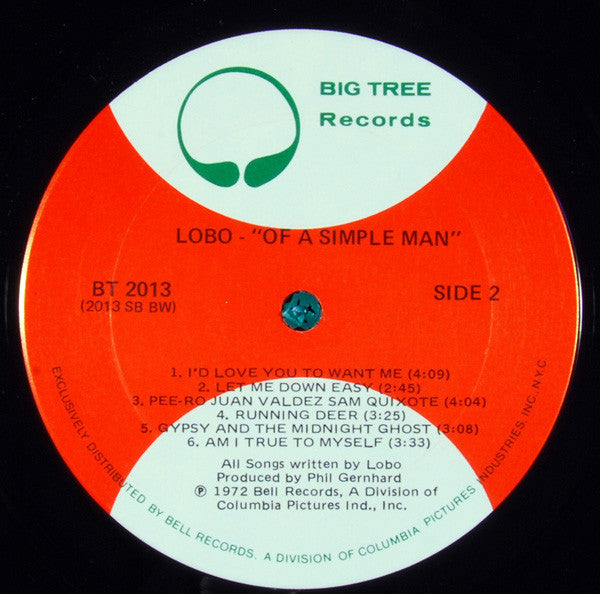 BIG TREE
Records
LOBO - "OF A SIMPLE MAN"
BT 2013
(2013 SB BW)
SIDE 2
1. I'D LOVE YOU TO WANT ME (4:09)
2. LET ME DOWN EASY (2:45)
3. PEE-RO JUAN VALDEZ SAM QUIXOTE (4:04)
4. RUNNING DEER (3:25)
5. GYPSY AND THE MIDNIGHT GHOST (3:08)
6. AM I TRUE TO MYSELF (3:33)
All Songs written by Lobo
Produced by Phil Gernhard
℗ 1972 Bell Records, A Division of
Columbia Pictures Ind., Inc.
EXCLUSIVELY DISTRIBUTED BY BELL RECORDS, A DIVISION OF COLUMBIA PICTURES INDUSTRIES, INC. N.Y.C